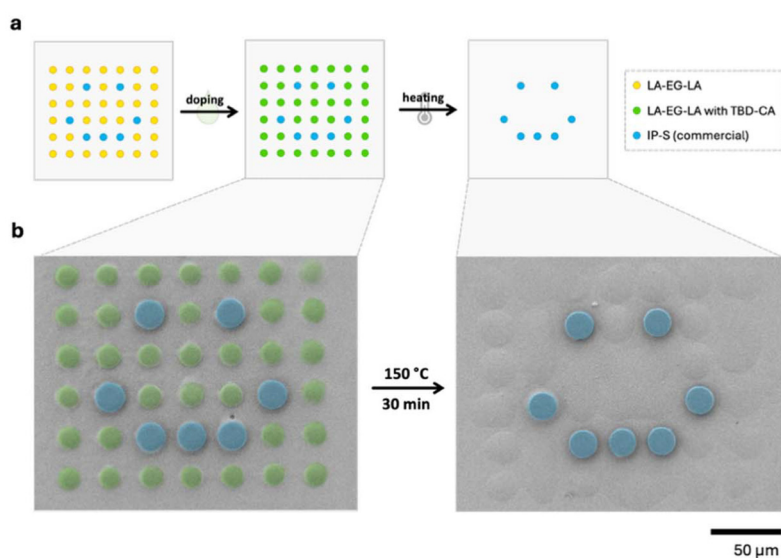 a
doping
heating
LA-EG-LA
LA-EG-LA with TBD-CA
IP-S (commercial)
b
150 °C
30 min
50 µm